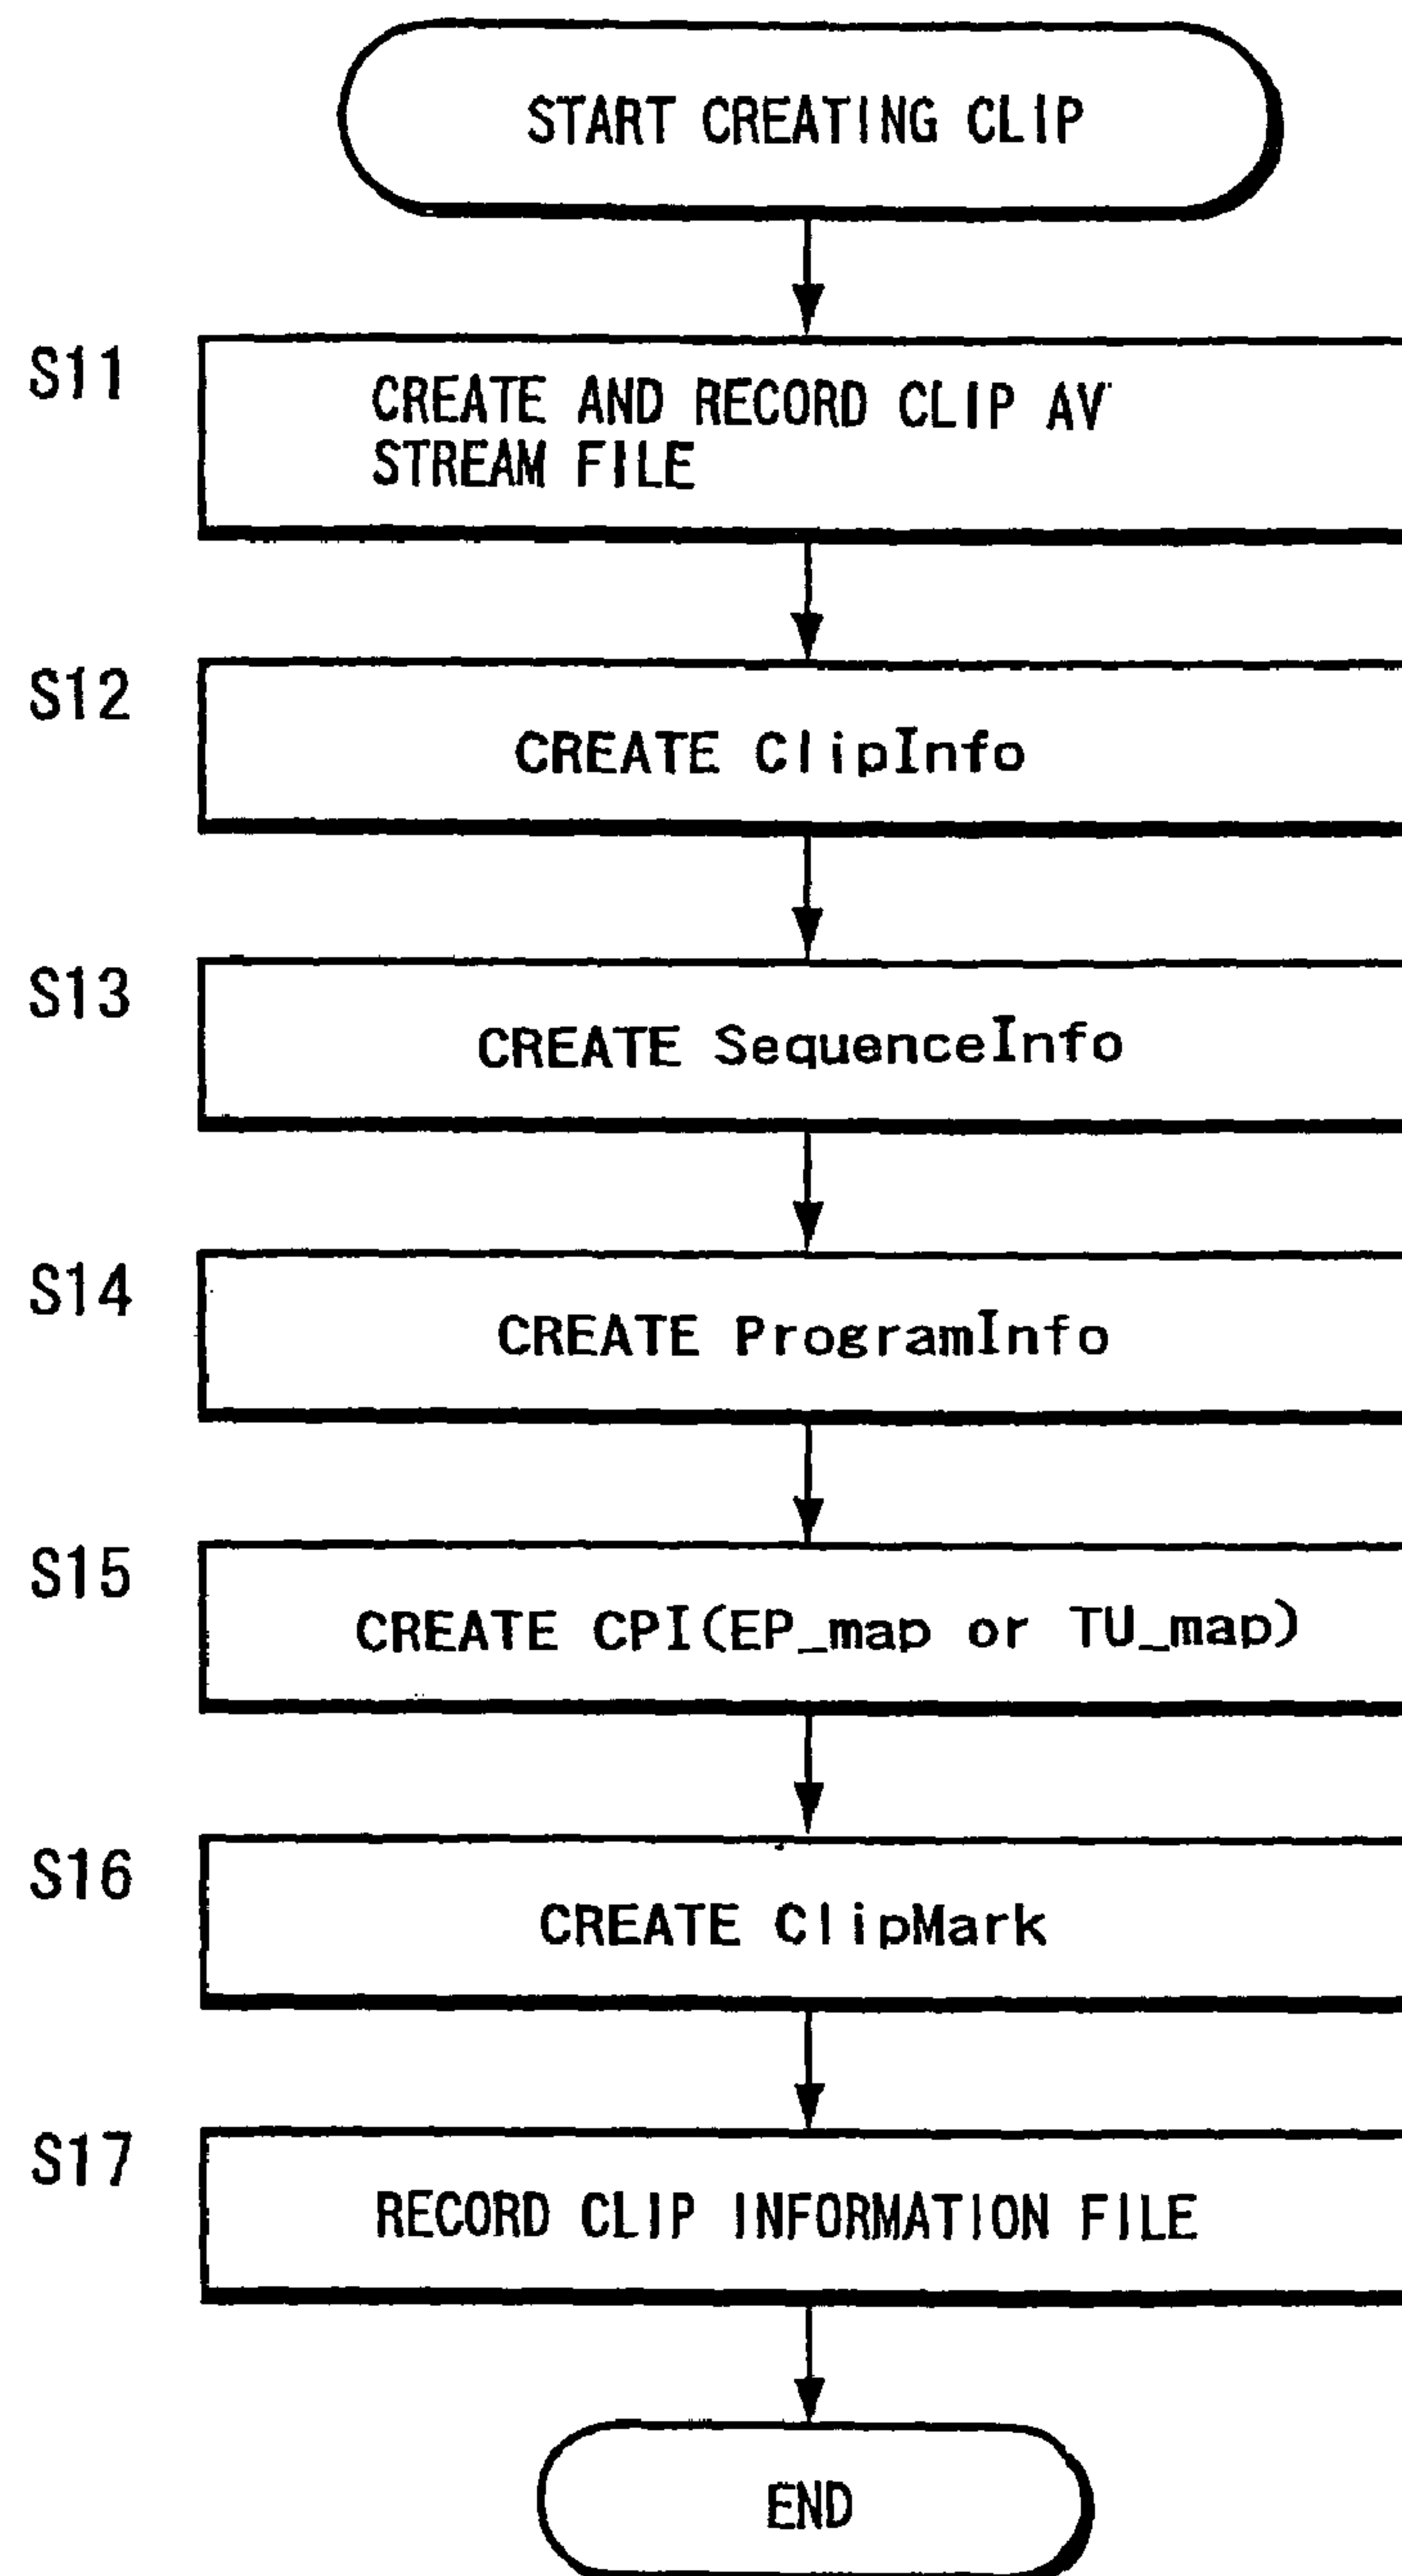 START CREATING CLIP
S11
CREATE AND RECORD CLIP AV
STREAM FILE
S12
CREATE ClipInfo
S13
CREATE SequenceInfo
S14
CREATE ProgramInfo
S15
CREATE CPI(EP_map or TU_map)
S16
CREATE ClipMark
S17
RECORD CLIP INFORMATION FILE
END